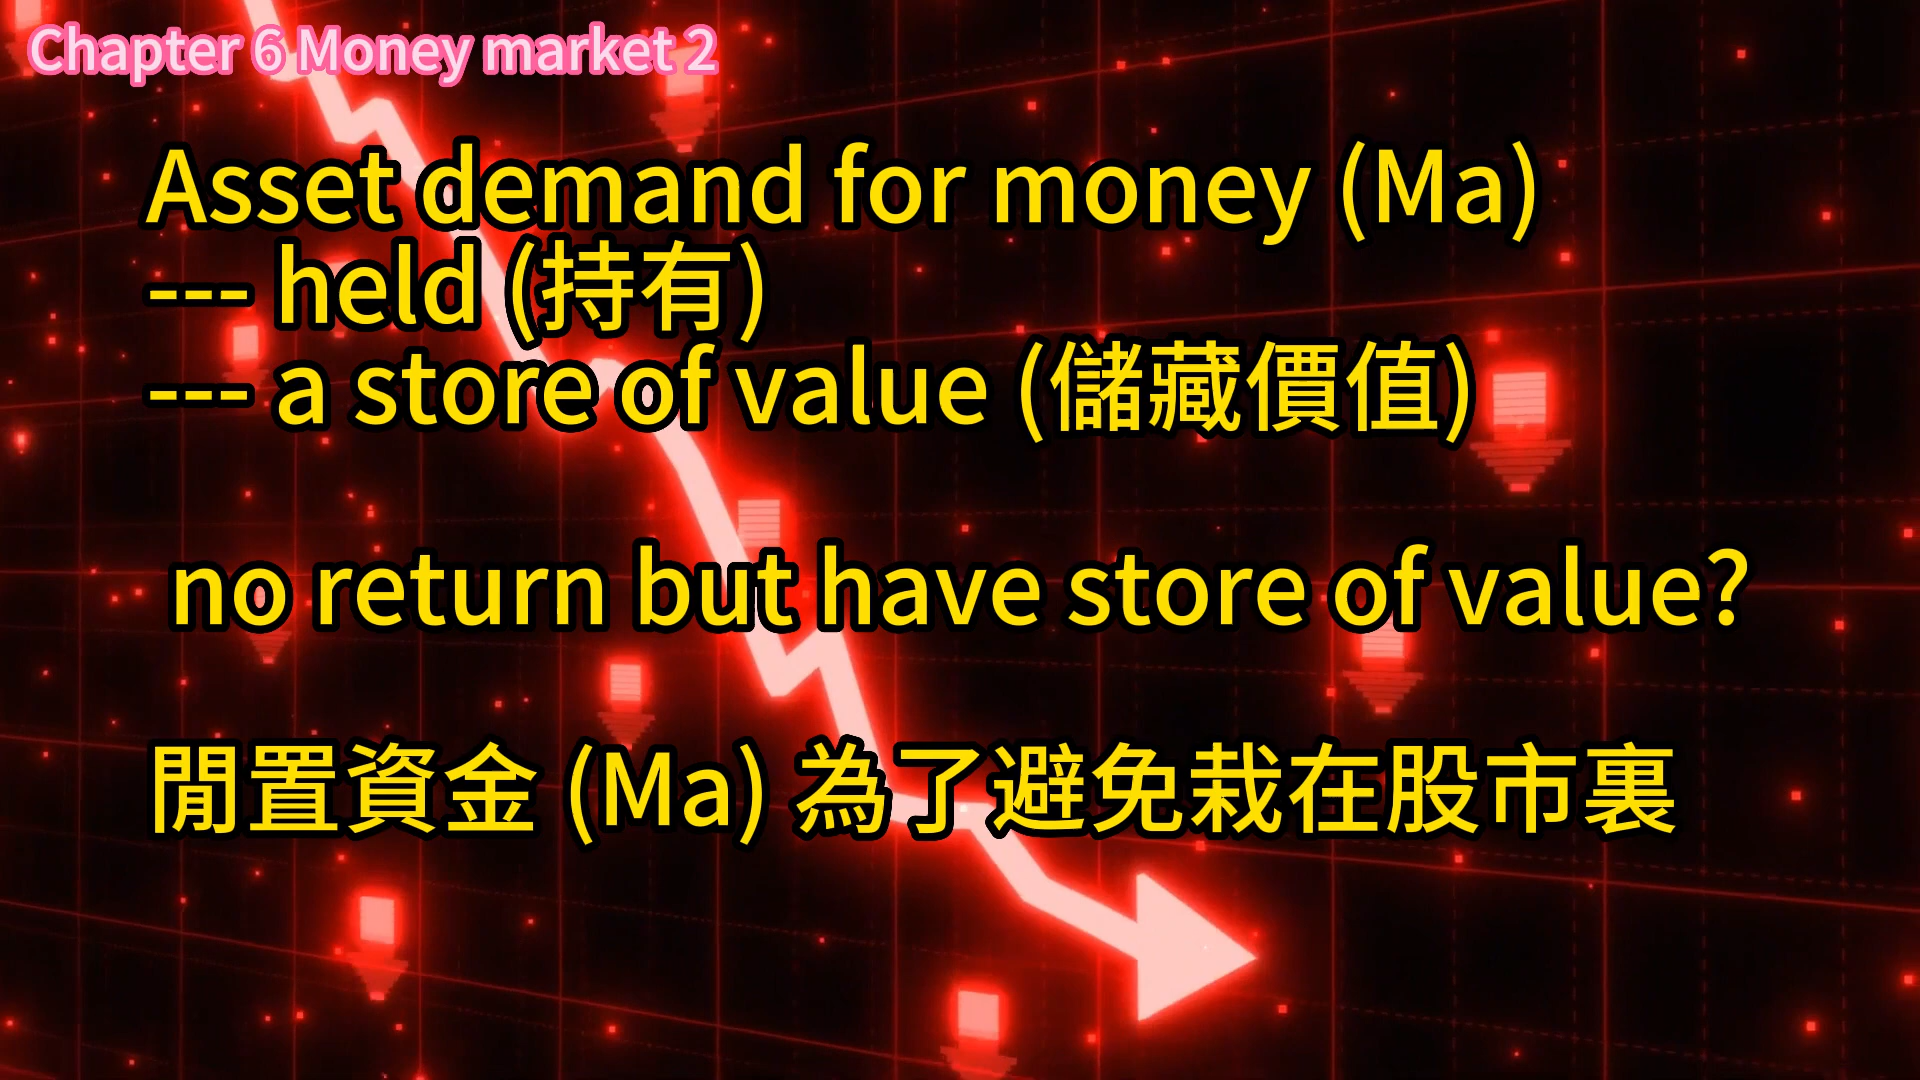 Chapter 6 Money market 2
Asset demand for money (Ma)
--- held (持有)
--- a store of value (儲藏價值)
no return but have store of value?
閒置資金 (Ma) 為了避免栽在股市裏